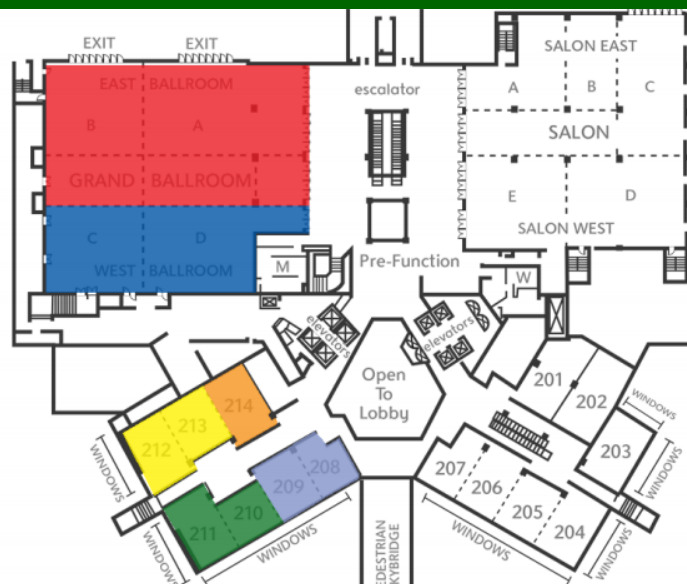 EXIT
EXIT
EAST BALLROOM
B
A
GRAND BALLROOM
C
D
WEST BALLROOM
M
escalator
Pre-Function
SALON EAST
A
B
C
SALON
E
D
SALON WEST
W
elevators
elevators
Open
To
Lobby
201
202
203
WINDOWS
WINDOWS
204
205
206
207
WINDOWS
WINDOWS
208
209
210
211
WINDOWS
WINDOWS
212
213
214
WINDOWS
EDESTRIAN
KYBRIDGE